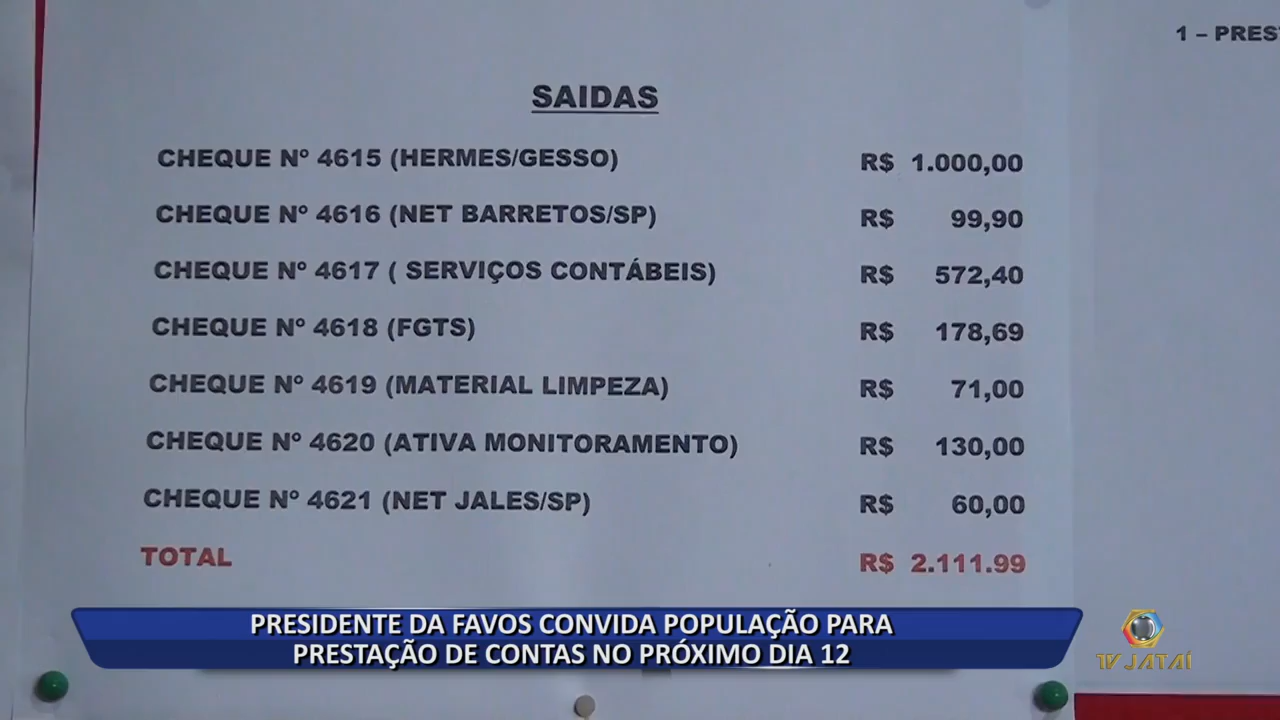 1 – PRES
SAIDAS
CHEQUE Nº 4615 (HERMES/GESSO) R$ 1.000,00
CHEQUE Nº 4616 (NET BARRETOS/SP) R$ 99,90
CHEQUE Nº 4617 ( SERVIÇOS CONTÁBEIS) R$ 572,40
CHEQUE Nº 4618 (FGTS) R$ 178,69
CHEQUE Nº 4619 (MATERIAL LIMPEZA) R$ 71,00
CHEQUE Nº 4620 (ATIVA MONITORAMENTO) R$ 130,00
CHEQUE Nº 4621 (NET JALES/SP) R$ 60,00
TOTAL R$ 2.111.99
PRESIDENTE DA FAVOS CONVIDA POPULAÇÃO PARA
PRESTAÇÃO DE CONTAS NO PRÓXIMO DIA 12
TV JATAÍ